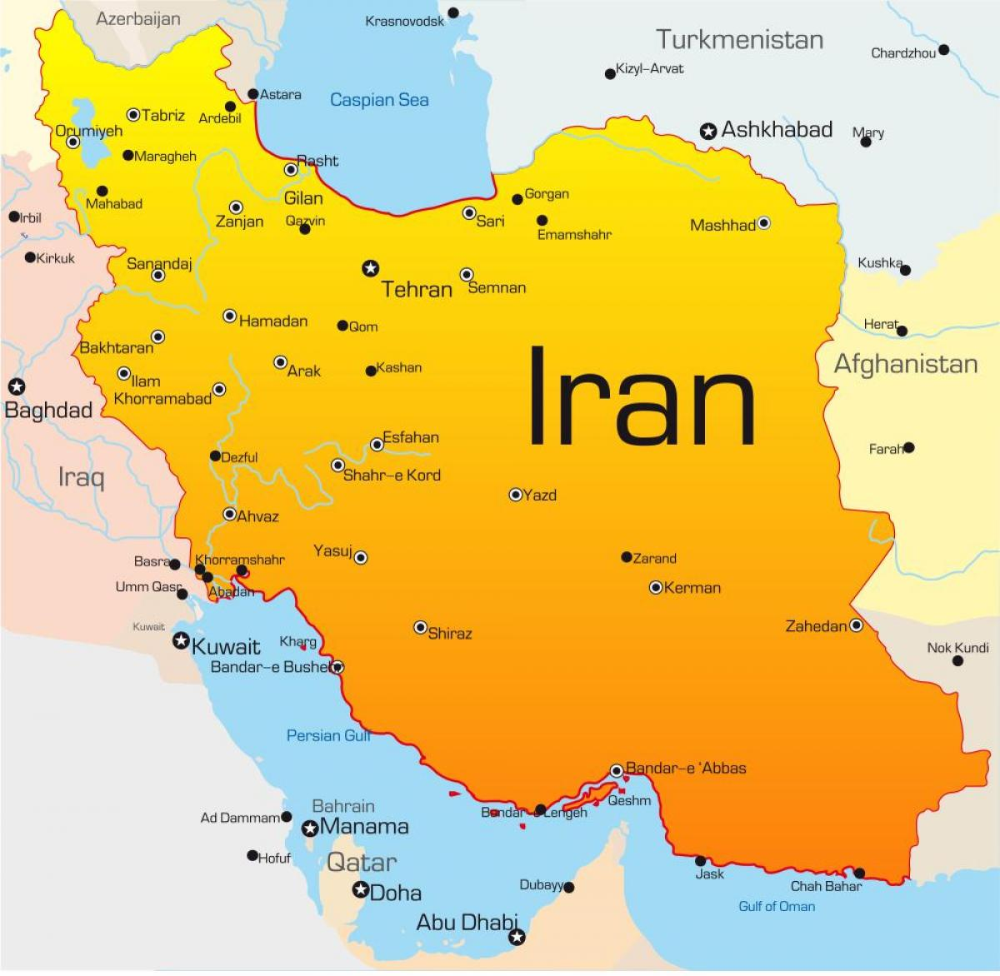 Azerbaijan
Krasnovodsk
Turkmenistan
Chardzhou
Kizyl-Arvat
Astara
Caspian Sea
Tabriz
Ardebil
Orumiyeh
Ashkhabad
Mary
Maragheh
Rasht
Mahabad
Gilan
Gorgan
Irbil
Zanjan
Qazvin
Sari
Emamshahr
Mashhad
Kirkuk
Sanandaj
Kushka
Tehran
Semnan
Hamadan
Qom
Herat
Bakhtaran
Arak
Kashan
Iran
Afghanistan
Ilam
Khorramabad
Baghdad
Esfahan
Farah
Dezful
Shahr-e Kord
Iraq
Yazd
Ahvaz
Yasuj
Basra
Khorramshahr
Zarand
Umm Qasr
Abadan
Kerman
Kuwait
Zahedan
Shiraz
Kuwait
Kharg
Nok Kundi
Bandar-e Bushehr
Persian Gulf
Bandar-e 'Abbas
Qeshm
Bahrain
Bandar-e Lengeh
Ad Dammam
Manama
Hofuf
Qatar
Jask
Dubayy
Chah Bahar
Doha
Gulf of Oman
Abu Dhabi